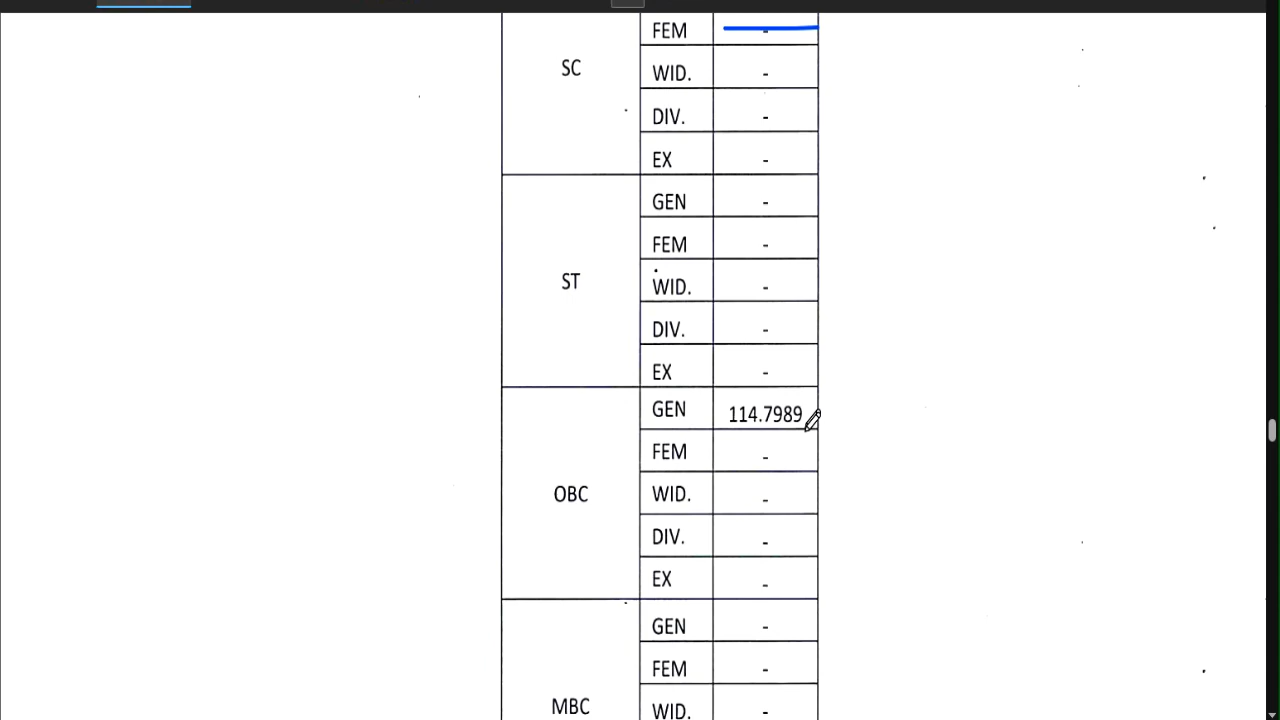 FEM -
SC
WID. -
DIV. -
EX -
GEN -
FEM -
ST
WID. -
DIV. -
EX -
GEN 114.7989
FEM -
OBC
WID. -
DIV. -
EX -
GEN -
FEM -
MBC
WID. -